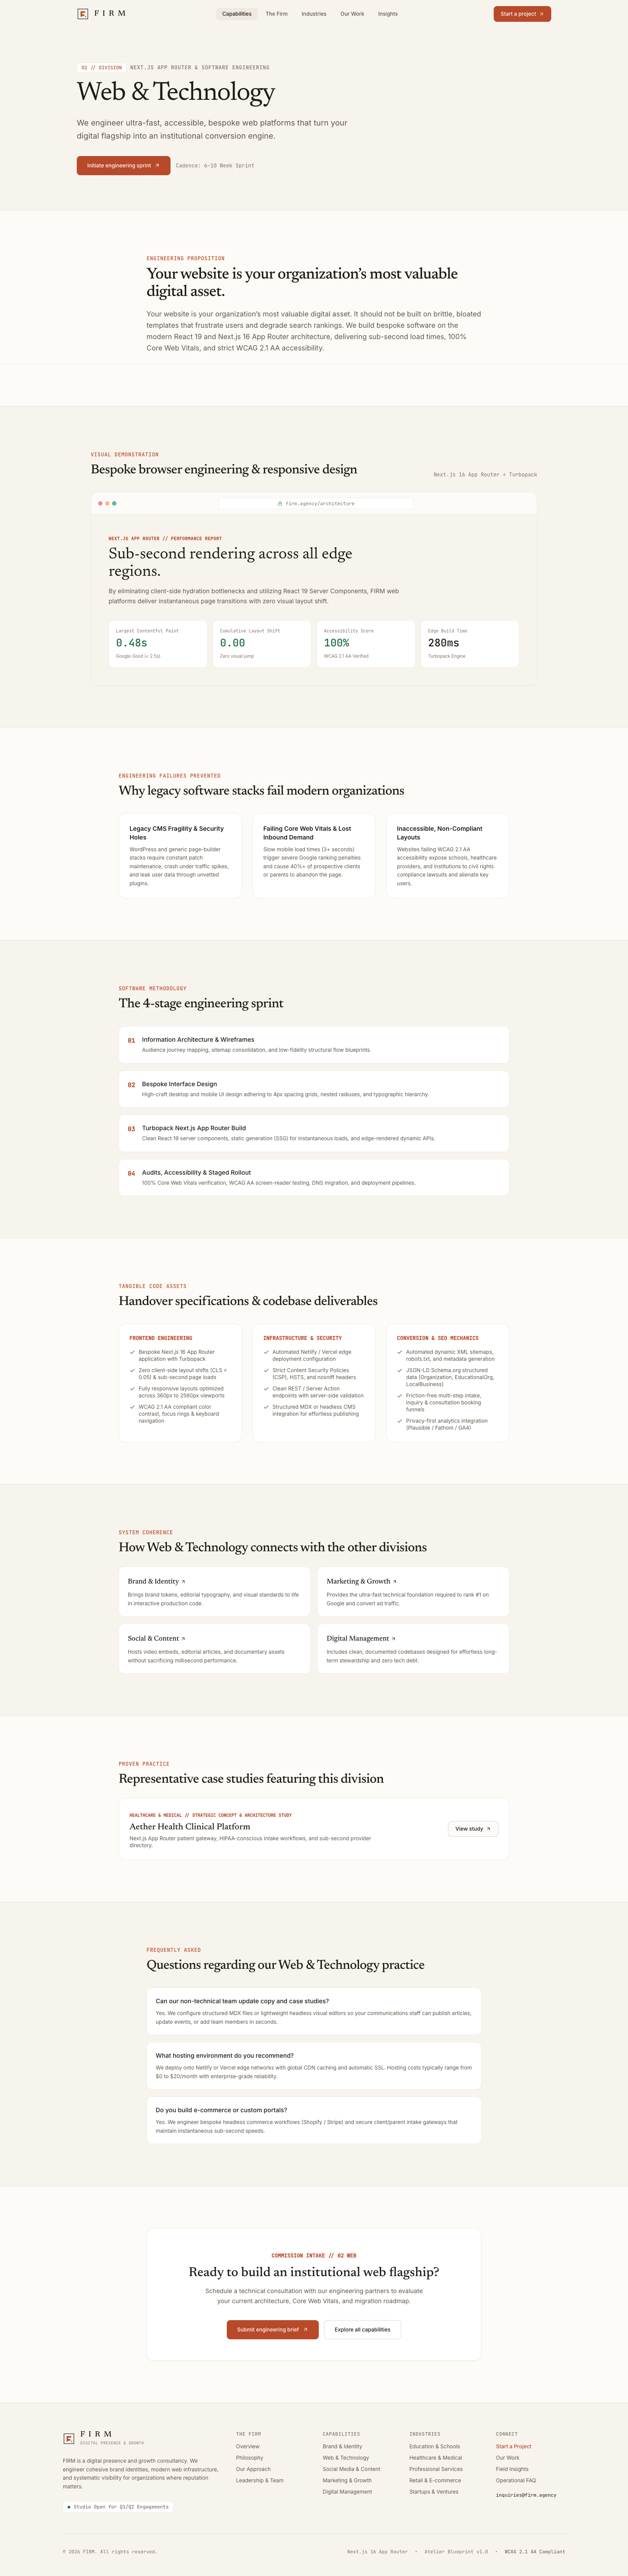 FIRM
Capabilities
The Firm
Industries
Our Work
Insights
Start a project
02 // DIVISION
NEXT.JS APP ROUTER & SOFTWARE ENGINEERING
Web & Technology
We engineer ultra-fast, accessible, bespoke web platforms that turn your
digital flagship into an institutional conversion engine.
Initiate engineering sprint
Cadence: 6–10 Week Sprint
ENGINEERING PROPOSITION
Your website is your organization’s most valuable
digital asset.
Your website is your organization’s most valuable digital asset. It should not be built on brittle, bloated
templates that frustrate users and degrade search rankings. We build bespoke software on the
modern React 19 and Next.js 16 App Router architecture, delivering sub-second load times, 100%
Core Web Vitals, and strict WCAG 2.1 AA accessibility.
VISUAL DEMONSTRATION
Bespoke browser engineering & responsive design
Next.js 16 App Router + Turbopack
firm.agency/architecture
NEXT.JS APP ROUTER // PERFORMANCE REPORT
Sub-second rendering across all edge
regions.
By eliminating client-side hydration bottlenecks and utilizing React 19 Server Components, FIRM web
platforms deliver instantaneous page transitions with zero visual layout shift.
Largest Contentful Paint
0.48s
Google Good (< 2.5s)
Cumulative Layout Shift
0.00
Zero visual jump
Accessibility Score
100%
WCAG 2.1 AA Verified
Edge Build Time
280ms
Turbopack Engine
ENGINEERING FAILURES PREVENTED
Why legacy software stacks fail modern organizations
Legacy CMS Fragility & Security
Holes
WordPress and generic page-builder
stacks require constant patch
maintenance, crash under traffic spikes,
and leak user data through unvetted
plugins.
Failing Core Web Vitals & Lost
Inbound Demand
Slow mobile load times (3+ seconds)
trigger severe Google ranking penalties
and cause 40%+ of prospective clients
or parents to abandon the page.
Inaccessible, Non-Compliant
Layouts
Websites failing WCAG 2.1 AA
accessibility expose schools, healthcare
providers, and institutions to civil rights
compliance lawsuits and alienate key
users.
SOFTWARE METHODOLOGY
The 4-stage engineering sprint
01
Information Architecture & Wireframes
Audience journey mapping, sitemap consolidation, and low-fidelity structural flow blueprints.
02
Bespoke Interface Design
High-craft desktop and mobile UI design adhering to 4px spacing grids, nested radiuses, and typographic hierarchy.
03
Turbopack Next.js App Router Build
Clean React 19 server components, static generation (SSG) for instantaneous loads, and edge-rendered dynamic APIs.
04
Audits, Accessibility & Staged Rollout
100% Core Web Vitals verification, WCAG AA screen-reader testing, DNS migration, and deployment pipelines.
TANGIBLE CODE ASSETS
Handover specifications & codebase deliverables
FRONTEND ENGINEERING
Bespoke Next.js 16 App Router
application with Turbopack
Zero client-side layout shifts (CLS <
0.05) & sub-second page loads
Fully responsive layouts optimized
across 360px to 2560px viewports
WCAG 2.1 AA compliant color
contrast, focus rings & keyboard
navigation
INFRASTRUCTURE & SECURITY
Automated Netlify / Vercel edge
deployment configuration
Strict Content Security Policies
(CSP), HSTS, and nosniff headers
Clean REST / Server Action
endpoints with server-side validation
Structured MDX or headless CMS
integration for effortless publishing
CONVERSION & SEO MECHANICS
Automated dynamic XML sitemaps,
robots.txt, and metadata generation
JSON-LD Schema.org structured
data (Organization, EducationalOrg,
LocalBusiness)
Friction-free multi-step intake,
inquiry & consultation booking
funnels
Privacy-first analytics integration
(Plausible / Fathom / GA4)
SYSTEM COHERENCE
How Web & Technology connects with the other divisions
Brand & Identity
Brings brand tokens, editorial typography, and visual standards to life
in interactive production code.
Marketing & Growth
Provides the ultra-fast technical foundation required to rank #1 on
Google and convert ad traffic.
Social & Content
Hosts video embeds, editorial articles, and documentary assets
without sacrificing millisecond performance.
Digital Management
Includes clean, documented codebases designed for effortless long-
term stewardship and zero tech debt.
PROVEN PRACTICE
Representative case studies featuring this division
HEALTHCARE & MEDICAL // STRATEGIC CONCEPT & ARCHITECTURE STUDY
Aether Health Clinical Platform
Next.js App Router patient gateway, HIPAA-conscious intake workflows, and sub-second provider
directory.
View study
FREQUENTLY ASKED
Questions regarding our Web & Technology practice
Can our non-technical team update copy and case studies?
Yes. We configure structured MDX files or lightweight headless visual editors so your communications staff can publish articles,
update events, or add team members in seconds.
What hosting environment do you recommend?
We deploy onto Netlify or Vercel edge networks with global CDN caching and automatic SSL. Hosting costs typically range from
$0 to $20/month with enterprise-grade reliability.
Do you build e-commerce or custom portals?
Yes. We engineer bespoke headless commerce workflows (Shopify / Stripe) and secure client/parent intake gateways that
maintain instantaneous sub-second speeds.
COMMISSION INTAKE // 02 WEB
Ready to build an institutional web flagship?
Schedule a technical consultation with our engineering partners to evaluate
your current architecture, Core Web Vitals, and migration roadmap.
Submit engineering brief
Explore all capabilities
FIRM
DIGITAL PRESENCE & GROWTH
FIRM is a digital presence and growth consultancy. We
engineer cohesive brand identities, modern web infrastructure,
and systematic visibility for organizations where reputation
matters.
Studio Open for Q1/Q2 Engagements
THE FIRM
Overview
Philosophy
Our Approach
Leadership & Team
CAPABILITIES
Brand & Identity
Web & Technology
Social Media & Content
Marketing & Growth
Digital Management
INDUSTRIES
Education & Schools
Healthcare & Medical
Professional Services
Retail & E-commerce
Startups & Ventures
CONNECT
Start a Project
Our Work
Field Insights
Operational FAQ
inquiries@firm.agency
© 2026 FIRM. All rights reserved.
Next.js 16 App Router • Atelier Blueprint v1.0 • WCAG 2.1 AA Compliant